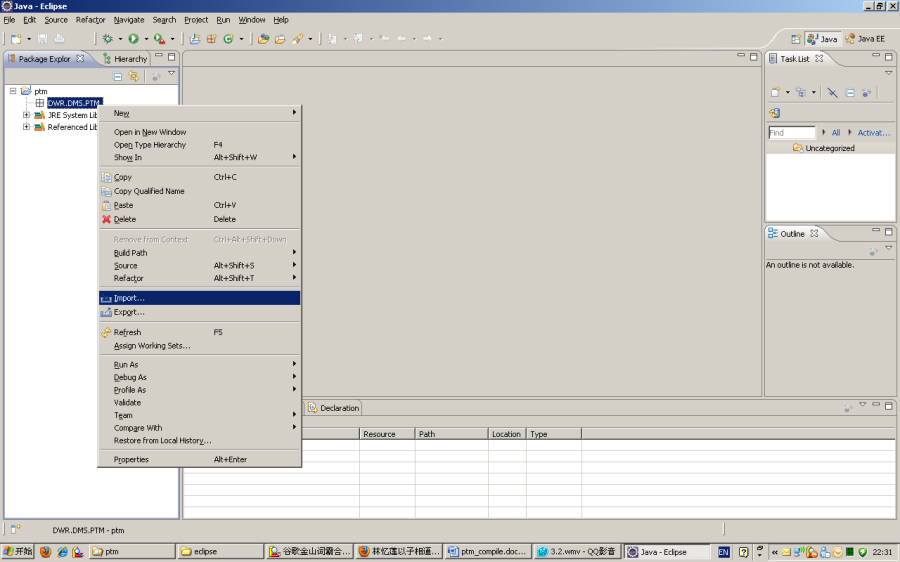 Java - Eclipse
File Edit Source Refactor Navigate Search Project Run Window Help
Java Java EE
Package Explor Hierarchy
ptm
DWR.DMS.PTM
JRE System Lib
Referenced Lib
New
Open in New Window
Open Type Hierarchy F4
Show In Alt+Shift+W
Copy Ctrl+C
Copy Qualified Name
Paste Ctrl+V
Delete Delete
Remove from Context Ctrl+Alt+Shift+Down
Build Path
Source Alt+Shift+S
Refactor Alt+Shift+T
Import...
Export...
Refresh F5
Assign Working Sets...
Run As
Debug As
Profile As
Validate
Team
Compare With
Restore from Local History...
Properties Alt+Enter
Task List
Find All Activat...
Uncategorized
Outline
An outline is not available.
Declaration
Resource Path Location Type
DWR.DMS.PTM - ptm
开始 ptm eclipse 谷歌金山词霸合... 林忆莲以子相逼... ptm_compile.doc... 3.2.wmv - QQ影音 Java - Eclipse EN 22:31